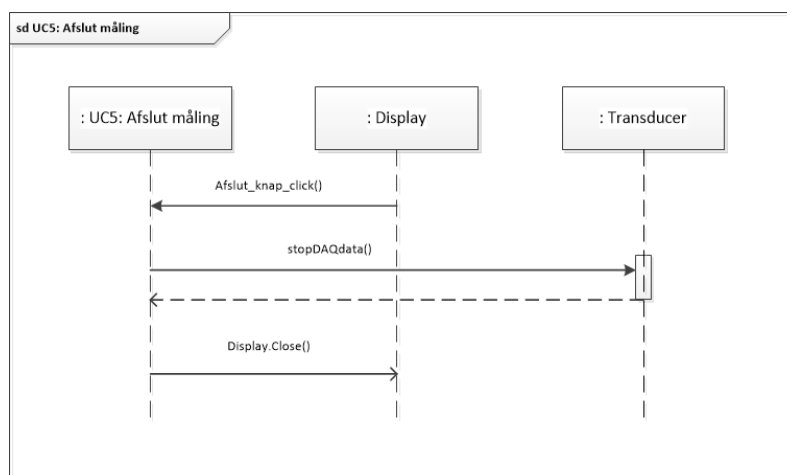 sd UC5: Afslut måling
: UC5: Afslut måling
: Display
: Transducer
Afslut_knap_click()
stopDAQdata()
Display.Close()